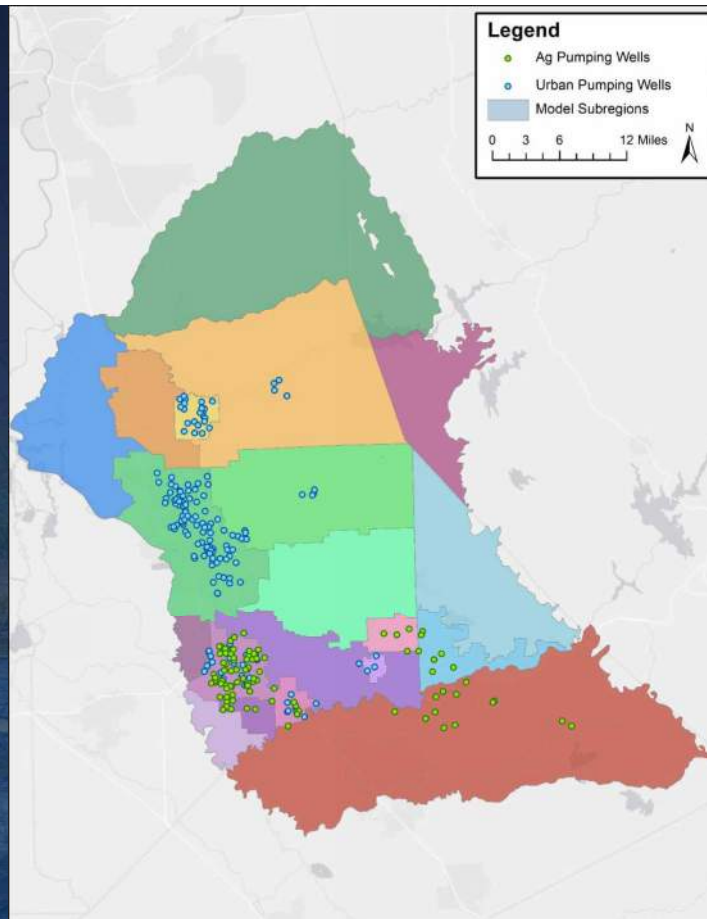 Legend
Ag Pumping Wells
Urban Pumping Wells
Model Subregions
N
0 3 6 12 Miles